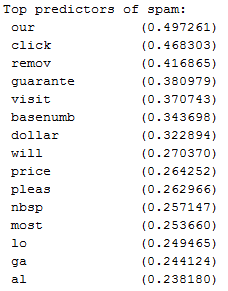 Top predictors of spam:
our (0.497261)
click (0.468303)
remov (0.416865)
guarante (0.380979)
visit (0.370743)
basenumb (0.343698)
dollar (0.322894)
will (0.270370)
price (0.264252)
pleas (0.262966)
nbsp (0.257147)
most (0.253660)
lo (0.249465)
ga (0.244124)
al (0.238180)